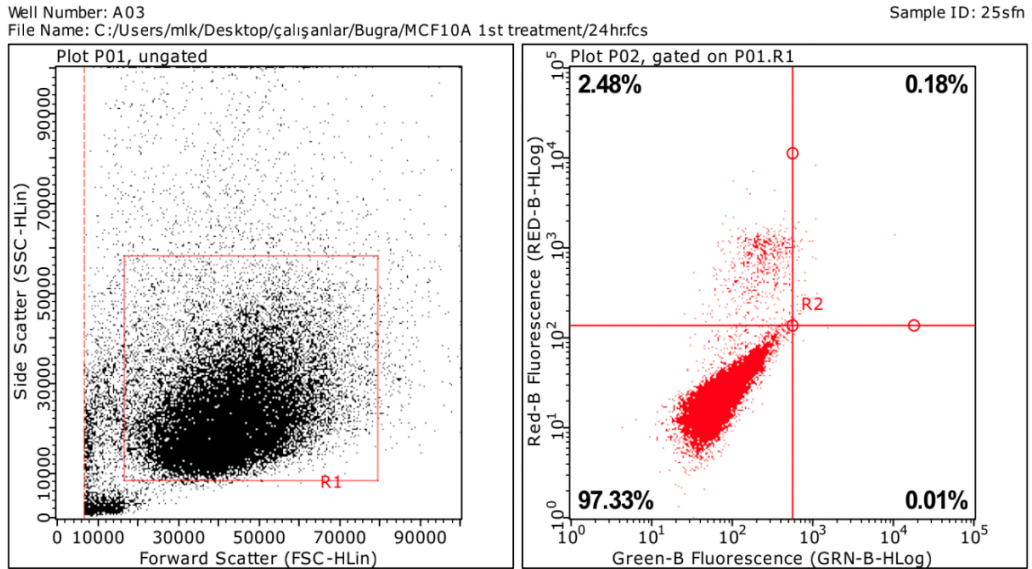 Well Number: A03
Sample ID: 25sfn
File Name: C:/Users/mlk/Desktop/çalışanlar/Bugra/MCF10A 1st treatment/24hr.fcs
Plot P01, ungated
Side Scatter (SSC-HLin)
90000
70000
50000
30000
10000
0
R1
0 10000 30000 50000 70000 90000
Forward Scatter (FSC-HLin)
Plot P02, gated on P01.R1
Red-B Fluorescence (RED-B-HLog)
10^5
10^4
10^3
10^2
10^1
10^0
2.48% 0.18%
R2
97.33% 0.01%
10^0 10^1 10^2 10^3 10^4 10^5
Green-B Fluorescence (GRN-B-HLog)